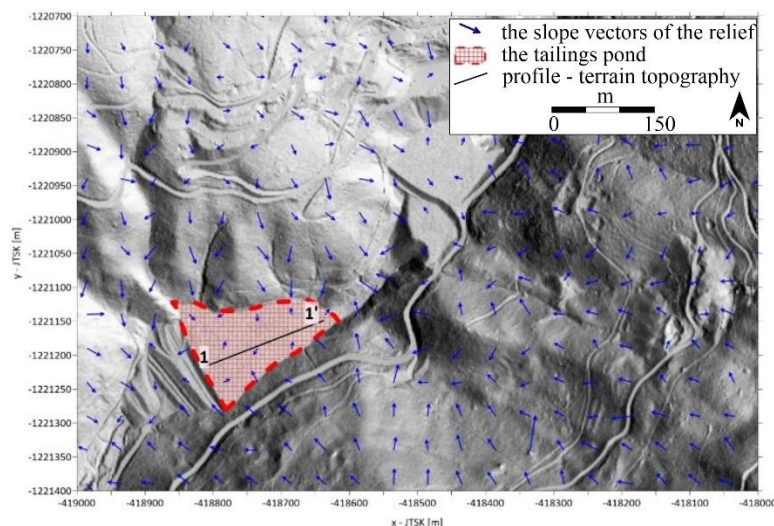 -1220700
-1220750
-1220800
-1220850
-1220900
-1220950
-1221000
-1221050
-1221100
-1221150
-1221200
-1221250
-1221300
-1221350
-1221400
y - JTSK [m]
the slope vectors of the relief
the tailings pond
profile - terrain topography
m
0 150
N
1'
1
-419000 -418900 -418800 -418700 -418600 -418500 -418400 -418300 -418200 -418100 -418000
x - JTSK [m]